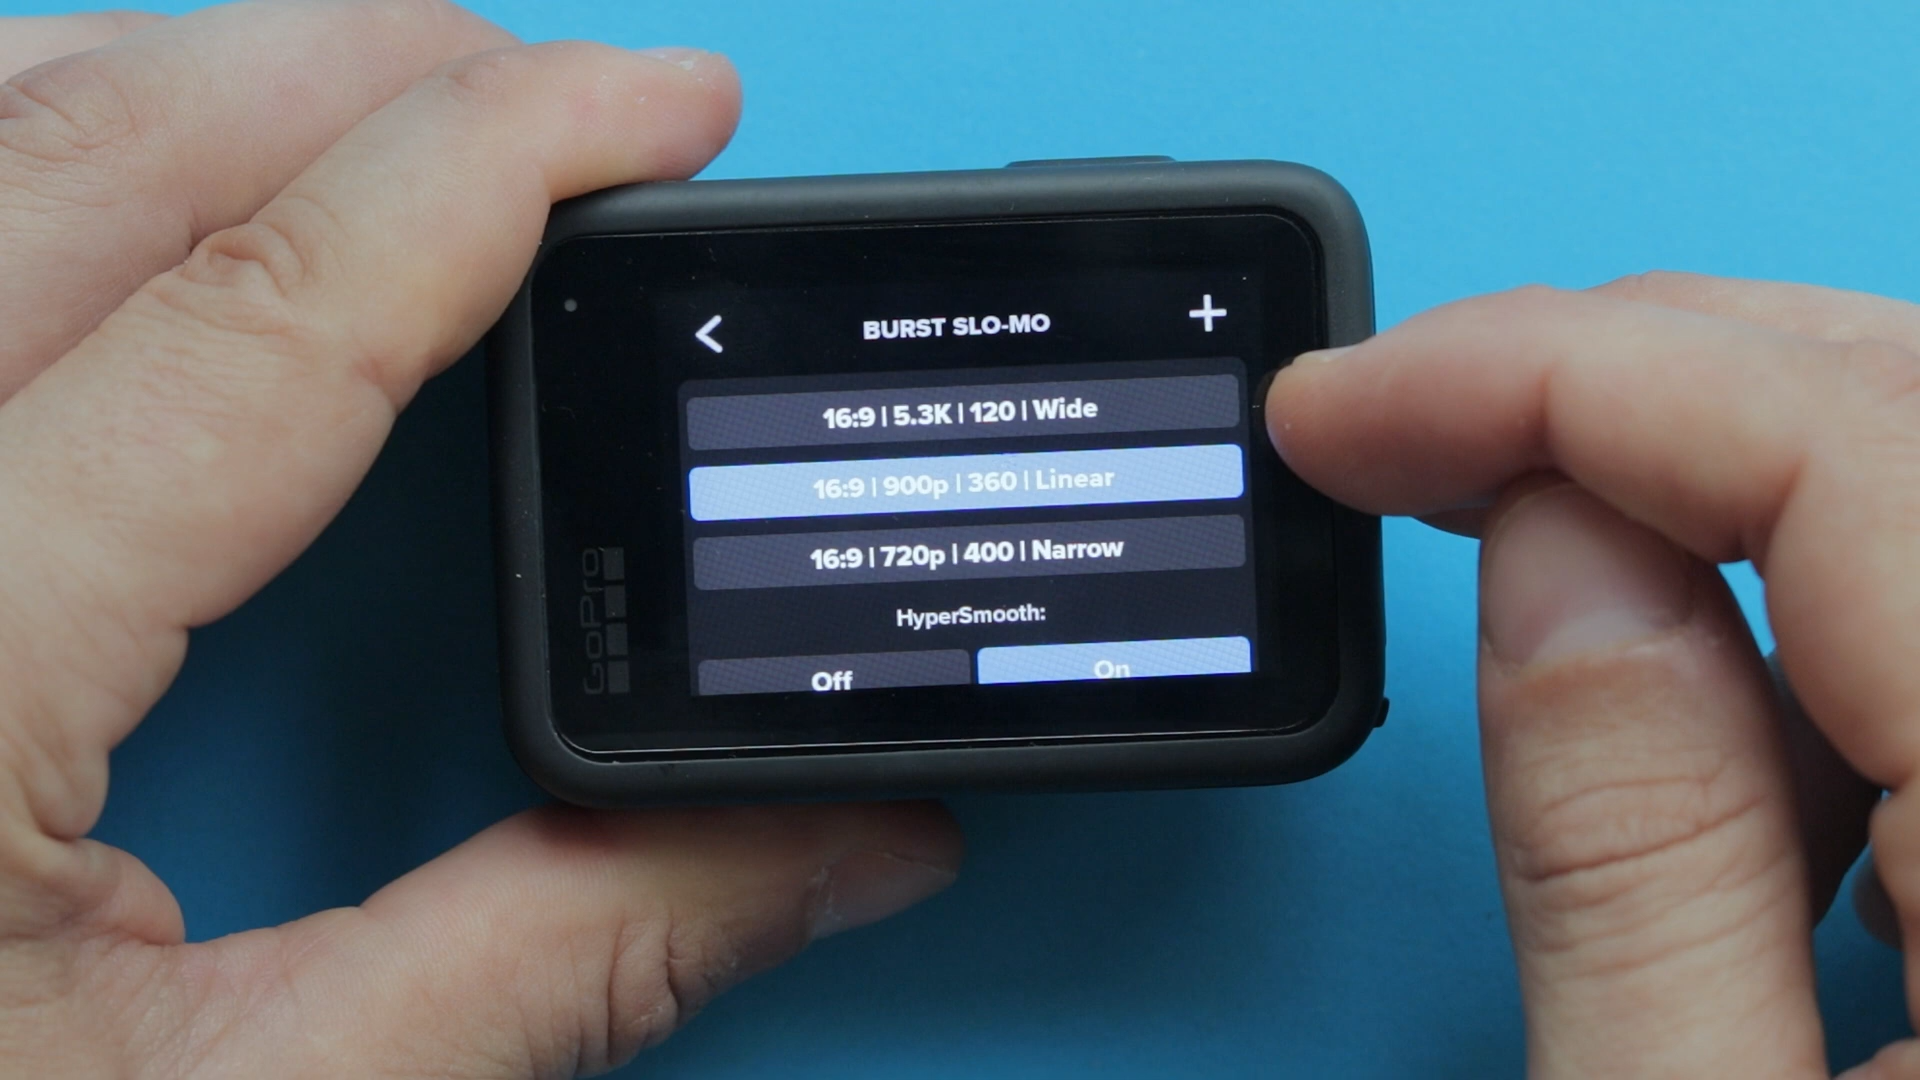 BURST SLO-MO
16:9 | 5.3K | 120 | Wide
16:9 | 900p | 360 | Linear
16:9 | 720p | 400 | Narrow
HyperSmooth:
Off On
GoPro